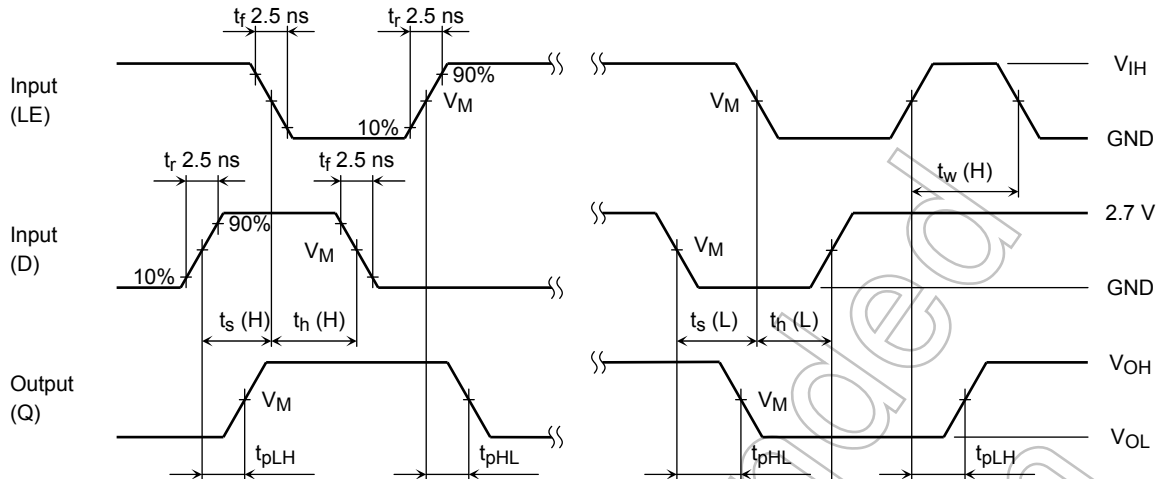 tf 2.5 ns
tr 2.5 ns
Input
(LE)
90%
VM
10%
VM
VIH
GND
tw (H)
tr 2.5 ns
tf 2.5 ns
Input
(D)
90%
VM
10%
VM
2.7 V
GND
ts (H)
th (H)
ts (L)
th (L)
Output
(Q)
VM
VM
VOH
VOL
tpLH
tpHL
tpHL
tpLH
ded